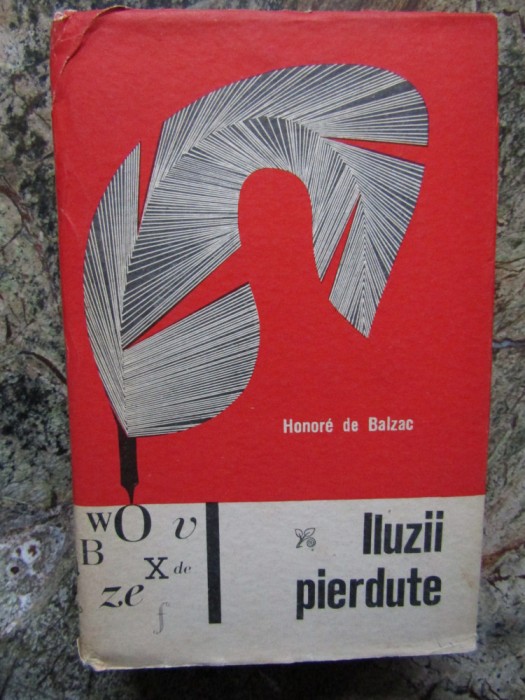 Honoré de Balzac
wO v
B x de
ze f
Iluzii
pierdute